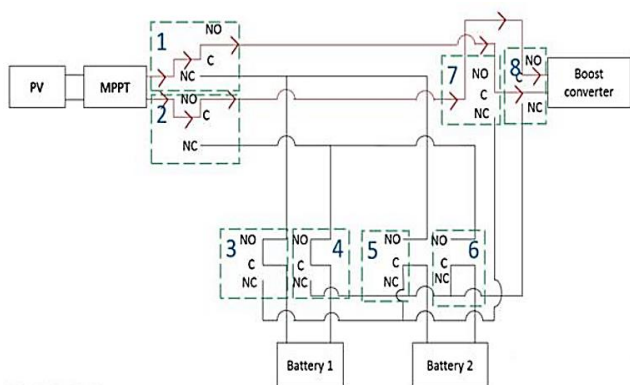 1
NO
C
NC
2
NO
C
NC
PV
MPPT
7
NO
C
NC
8
NO
C
NC
Boost
converter
3
NO
C
NC
4
NO
C
NC
5
NO
C
NC
6
NO
C
NC
Battery 1
Battery 2